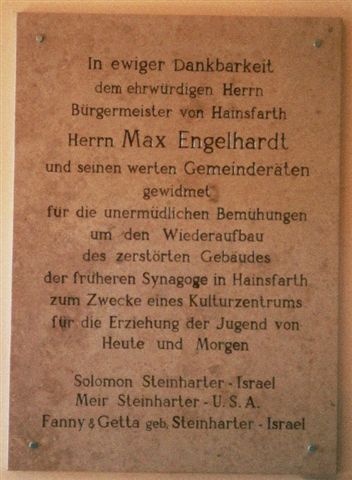 In ewiger Dankbarkeit
dem ehrwürdigen Herrn
Bürgermeister von Hainsfarth
Herrn Max Engelhardt
und seinen werten Gemeinderäten
gewidmet
für die unermüdlichen Bemühungen
um den Wiederaufbau
des zerstörten Gebäudes
der früheren Synagoge in Hainsfarth
zum Zwecke eines Kulturzentrums
für die Erziehung der Jugend von
Heute und Morgen
Solomon Steinharter - Israel
Meir Steinharter - U.S.A.
Fanny & Getta geb. Steinharter - Israel